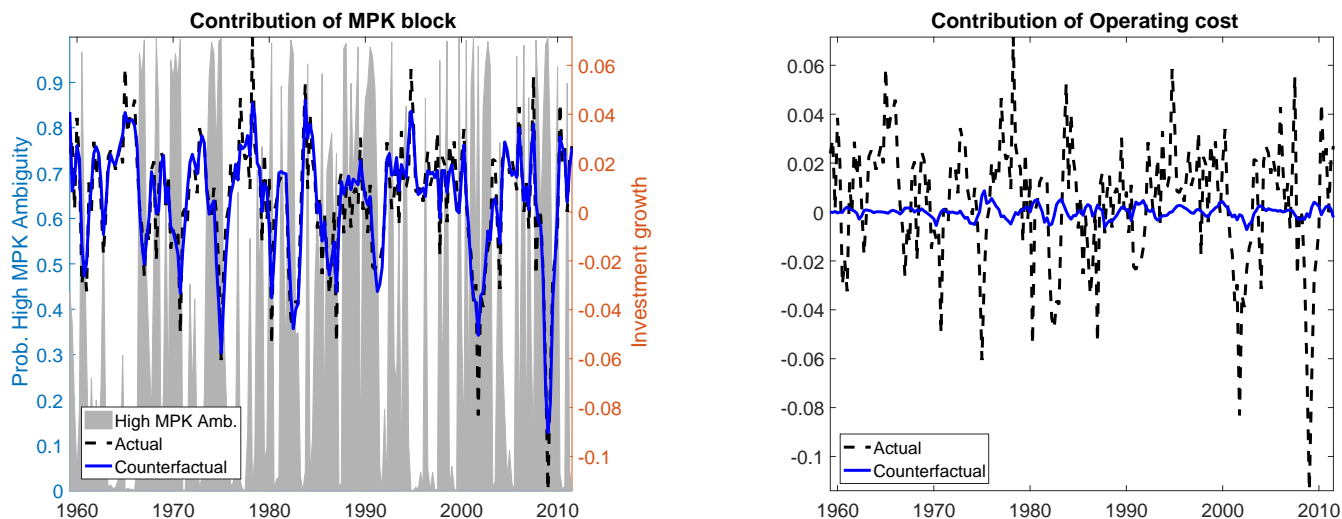 Contribution of MPK block
Prob. High MPK Ambiguity
0.9
0.8
0.7
0.6
0.5
0.4
0.3
0.2
0.1
0
0.06
0.04
0.02
0
-0.02
-0.04
-0.06
-0.08
-0.1
Investment growth
High MPK Amb.
Actual
Counterfactual
1960 1970 1980 1990 2000 2010
Contribution of Operating cost
0.06
0.04
0.02
0
-0.02
-0.04
-0.06
-0.08
-0.1
Actual
Counterfactual
1960 1970 1980 1990 2000 2010